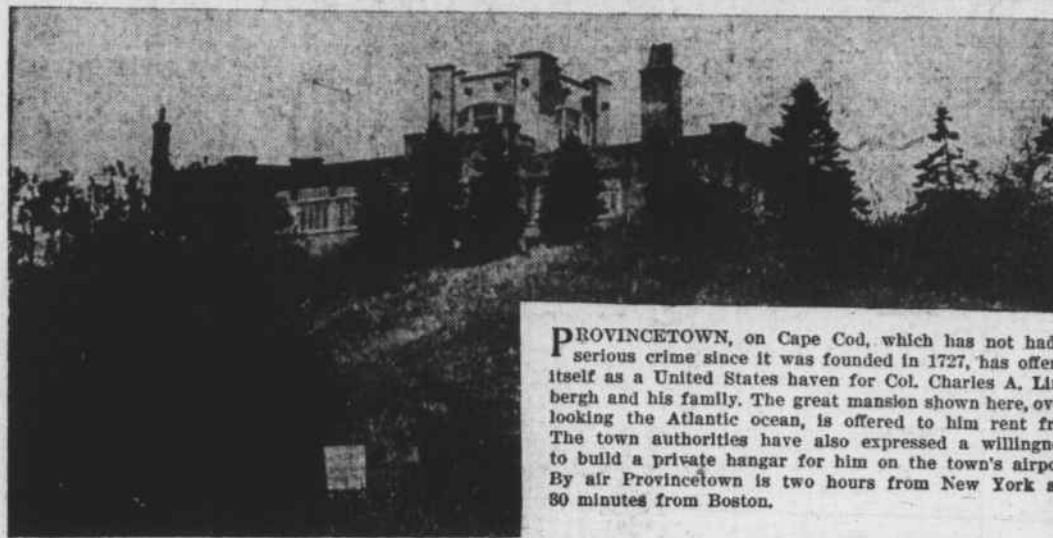 PROVINCETOWN, on Cape Cod, which has not had
serious crime since it was founded in 1727, has offer
itself as a United States haven for Col. Charles A. Lin
bergh and his family. The great mansion shown here, ov
looking the Atlantic ocean, is offered to him rent fr
The town authorities have also expressed a willingne
to build a private hangar for him on the town's airpo
By air Provincetown is two hours from New York a
80 minutes from Boston.